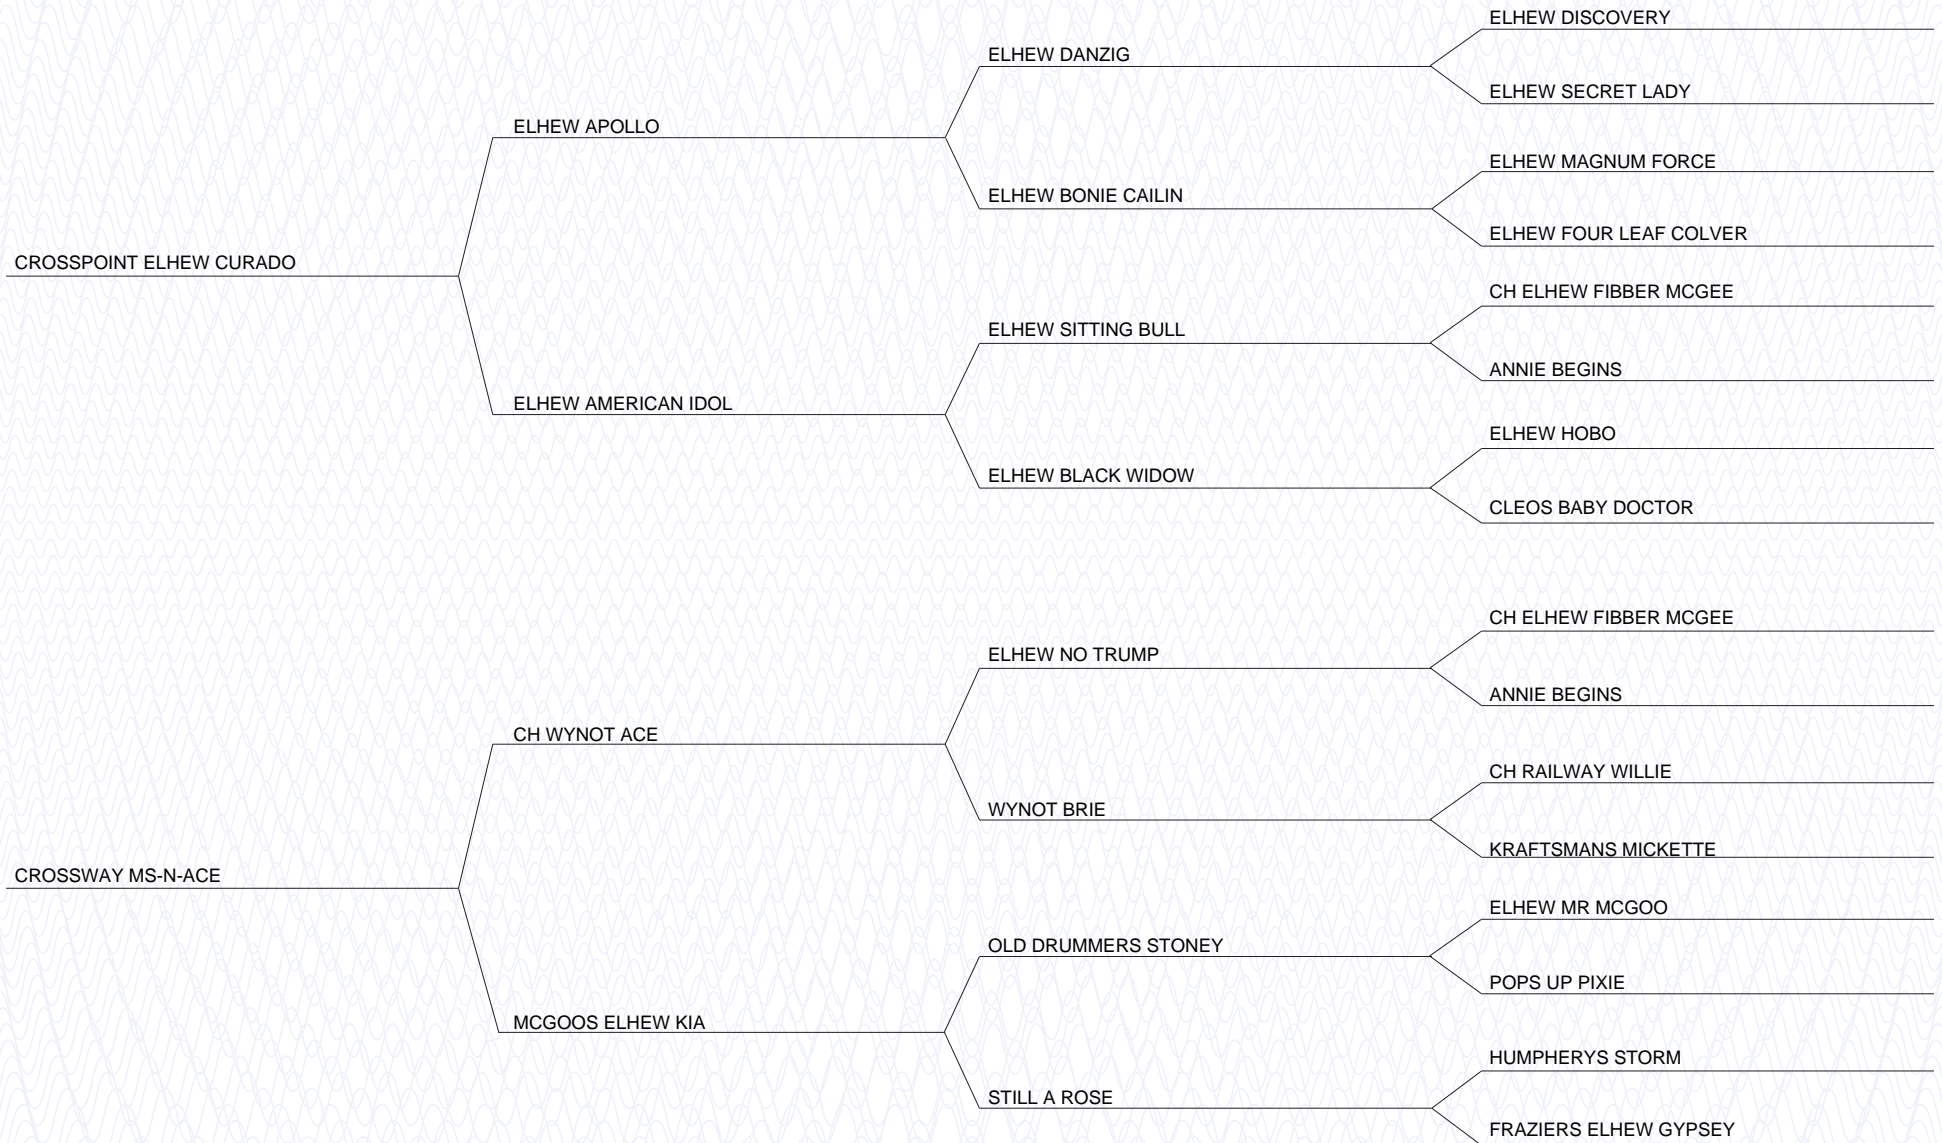 ELHEW DISCOVERY
ELHEW DANZIG
ELHEW SECRET LADY
ELHEW APOLLO
ELHEW MAGNUM FORCE
ELHEW BONIE CAILIN
ELHEW FOUR LEAF COLVER
CROSSPOINT ELHEW CURADO
CH ELHEW FIBBER MCGEE
ELHEW SITTING BULL
ANNIE BEGINS
ELHEW AMERICAN IDOL
ELHEW HOBO
ELHEW BLACK WIDOW
CLEOS BABY DOCTOR
CH ELHEW FIBBER MCGEE
ELHEW NO TRUMP
ANNIE BEGINS
CH WYNOT ACE
CH RAILWAY WILLIE
WYNOT BRIE
KRAFTSMANS MICKETTE
CROSSWAY MS-N-ACE
ELHEW MR MCGOO
OLD DRUMMERS STONEY
POPS UP PIXIE
MCGOOS ELHEW KIA
HUMPHERYS STORM
STILL A ROSE
FRAZIERS ELHEW GYPSEY